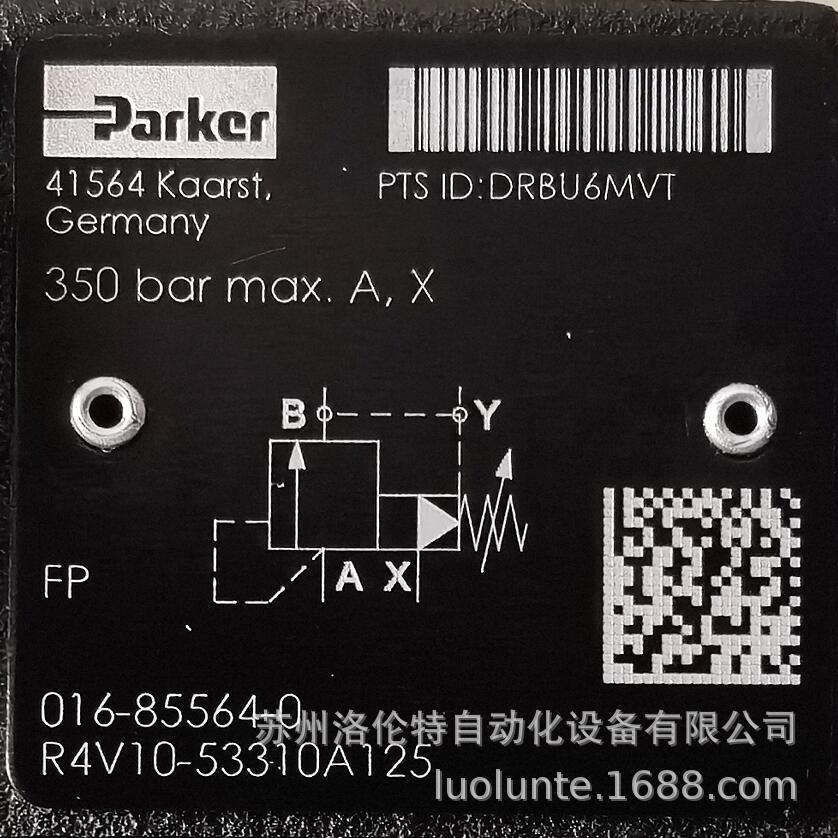 Parker
41564 Kaarst,
Germany
PTS ID:DRBU6MVT
350 bar max. A, X
B
Y
A
X
FP
016-85564-0
R4V10-53310A125
苏州洛伦特自动化设备有限公司
luolunte.1688.com